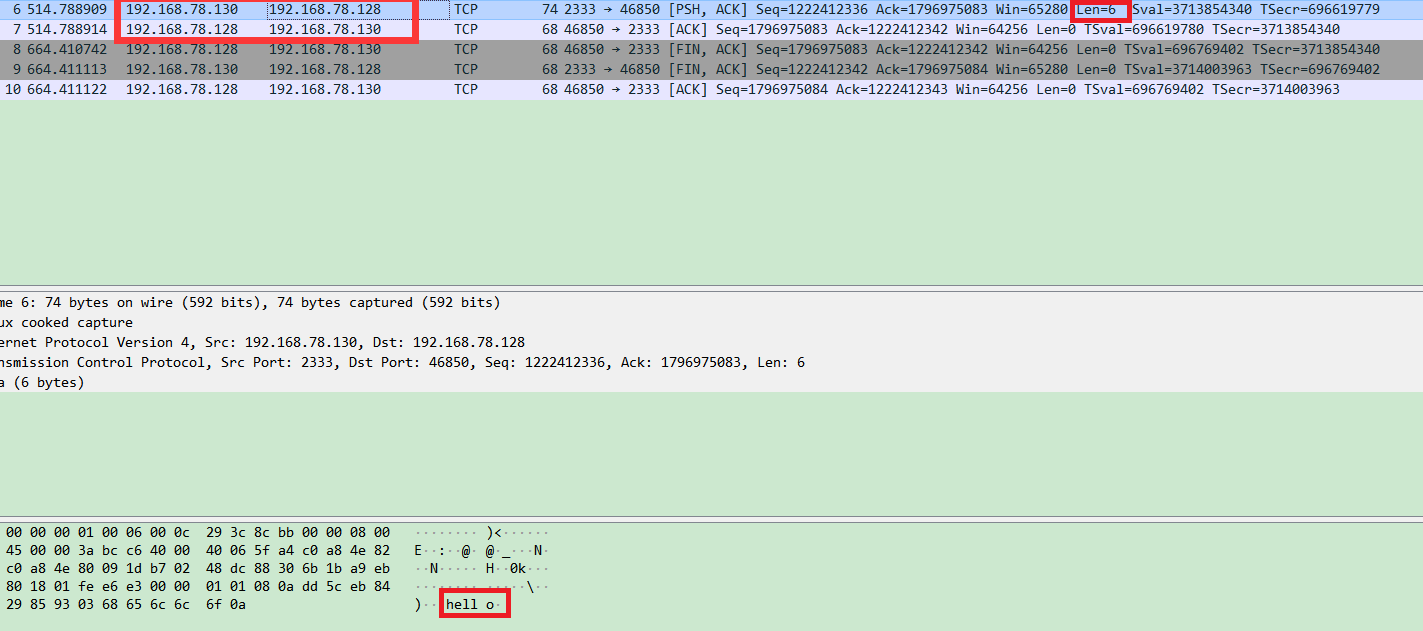 6 514.788909 192.168.78.130 192.168.78.128 TCP 74 2333 → 46850 [PSH, ACK] Seq=1222412336 Ack=1796975083 Win=65280 Len=6 TSval=3713854340 TSecr=696619779
7 514.788914 192.168.78.128 192.168.78.130 TCP 68 46850 → 2333 [ACK] Seq=1796975083 Ack=1222412342 Win=64256 Len=0 TSval=696619780 TSecr=3713854340
8 664.410742 192.168.78.128 192.168.78.130 TCP 68 46850 → 2333 [FIN, ACK] Seq=1796975083 Ack=1222412342 Win=64256 Len=0 TSval=696769402 TSecr=3713854340
9 664.411113 192.168.78.130 192.168.78.128 TCP 68 2333 → 46850 [FIN, ACK] Seq=1222412342 Ack=1796975084 Win=65280 Len=0 TSval=3714003963 TSecr=696769402
10 664.411122 192.168.78.128 192.168.78.130 TCP 68 46850 → 2333 [ACK] Seq=1796975084 Ack=1222412343 Win=64256 Len=0 TSval=696769402 TSecr=3714003963
me 6: 74 bytes on wire (592 bits), 74 bytes captured (592 bits)
ux cooked capture
ernet Protocol Version 4, Src: 192.168.78.130, Dst: 192.168.78.128
nsmission Control Protocol, Src Port: 2333, Dst Port: 46850, Seq: 1222412336, Ack: 1796975083, Len: 6
a (6 bytes)
00 00 00 01 00 06 00 0c 29 3c 8c bb 00 00 08 00 ········ )<······
45 00 00 3a bc c6 40 00 40 06 5f a4 c0 a8 4e 82 E··:··@· @·_···N·
c0 a8 4e 80 09 1d b7 02 48 dc 88 30 6b 1b a9 eb ··N····· H··0k···
80 18 01 fe e6 e3 00 00 01 01 08 0a dd 5c eb 84 ········ ·····\··
29 85 93 03 68 65 6c 6c 6f 0a )···hell o·